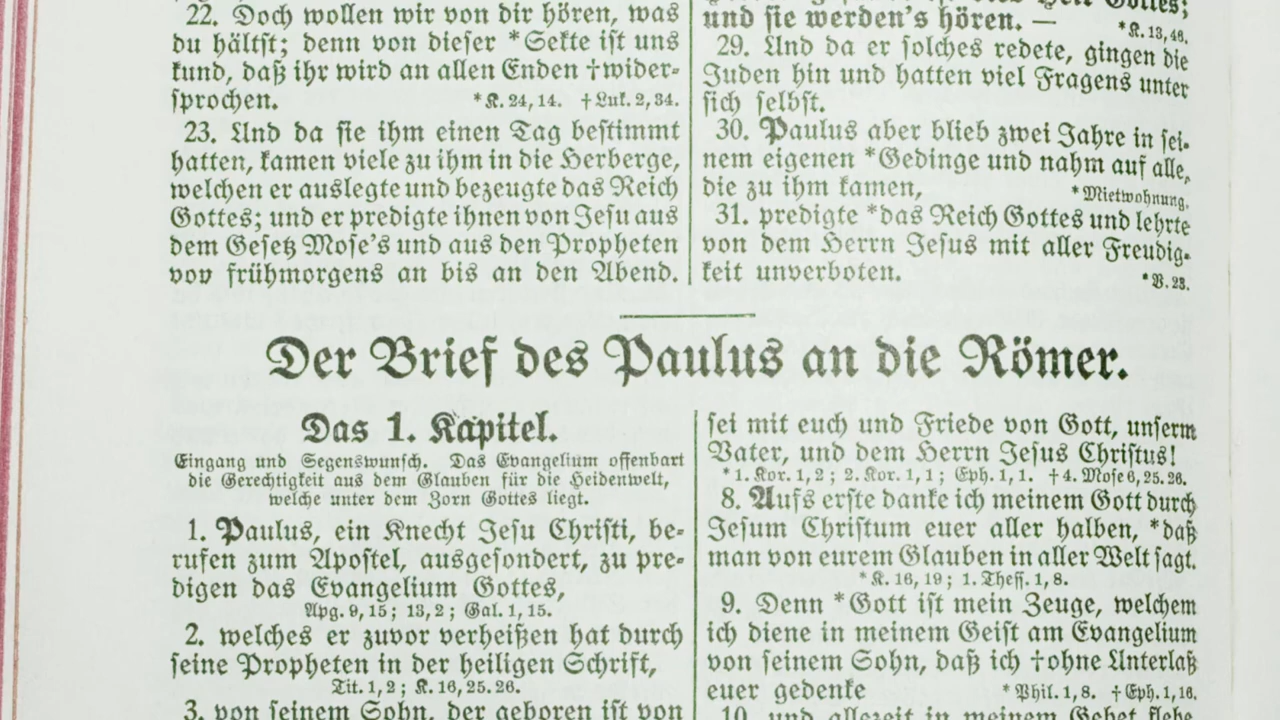 22. Doch wollen wir von dir hören, was
du hältst; denn von dieser *Sekte ist uns
kund, daß ihr wird an allen Enden †wider-
sprochen. *K. 24, 14. †Luk. 2, 34.
23. Und da sie ihm einen Tag bestimmt
hatten, kamen viele zu ihm in die Herberge,
welchen er auslegte und bezeugte das Reich
Gottes; und er predigte ihnen von Jesu aus
dem Gesetz Mose's und aus den Propheten
von frühmorgens an bis an den Abend.
und sie werden's hören. — *K. 13, 46.
29. Und da er solches redete, gingen die
Juden hin und hatten viel Fragens unter
sich selbst.
30. Paulus aber blieb zwei Jahre in sei-
nem eigenen *Gedinge und nahm auf alle,
die zu ihm kamen, *Mietwohnung.
31. predigte *das Reich Gottes und lehrte
von dem Herrn Jesus mit aller Freudig-
keit unverboten. *V. 23.
Der Brief des Paulus an die Römer.
Das 1. Kapitel.
Eingang und Segenswunsch. Das Evangelium offenbart
die Gerechtigkeit aus dem Glauben für die Heidenwelt,
welche unter dem Zorn Gottes liegt.
1. Paulus, ein Knecht Jesu Christi, be-
rufen zum Apostel, ausgesondert, zu pre-
digen das Evangelium Gottes,
Apg. 9, 15; 13, 2; Gal. 1, 15.
2. welches er zuvor verheißen hat durch
seine Propheten in der heiligen Schrift,
Tit. 1, 2; K. 16, 25. 26.
3. von seinem Sohn, der geboren ist von
sei mit euch und Friede von Gott, unserm
Vater, und dem Herrn Jesus Christus!
*1. Kor. 1, 2; 2. Kor. 1, 1; Eph. 1, 1. †4. Mose 6, 25. 26.
8. Aufs erste danke ich meinem Gott durch
Jesum Christum euer aller halben, *daß
man von eurem Glauben in aller Welt sagt.
*K. 16, 19; 1. Thess. 1, 8.
9. Denn *Gott ist mein Zeuge, welchem
ich diene in meinem Geist am Evangelium
von seinem Sohn, daß ich †ohne Unterlaß
euer gedenke *Phil. 1, 8. †Eph. 1, 16.
10. und allezeit in meinem Gebet flehe